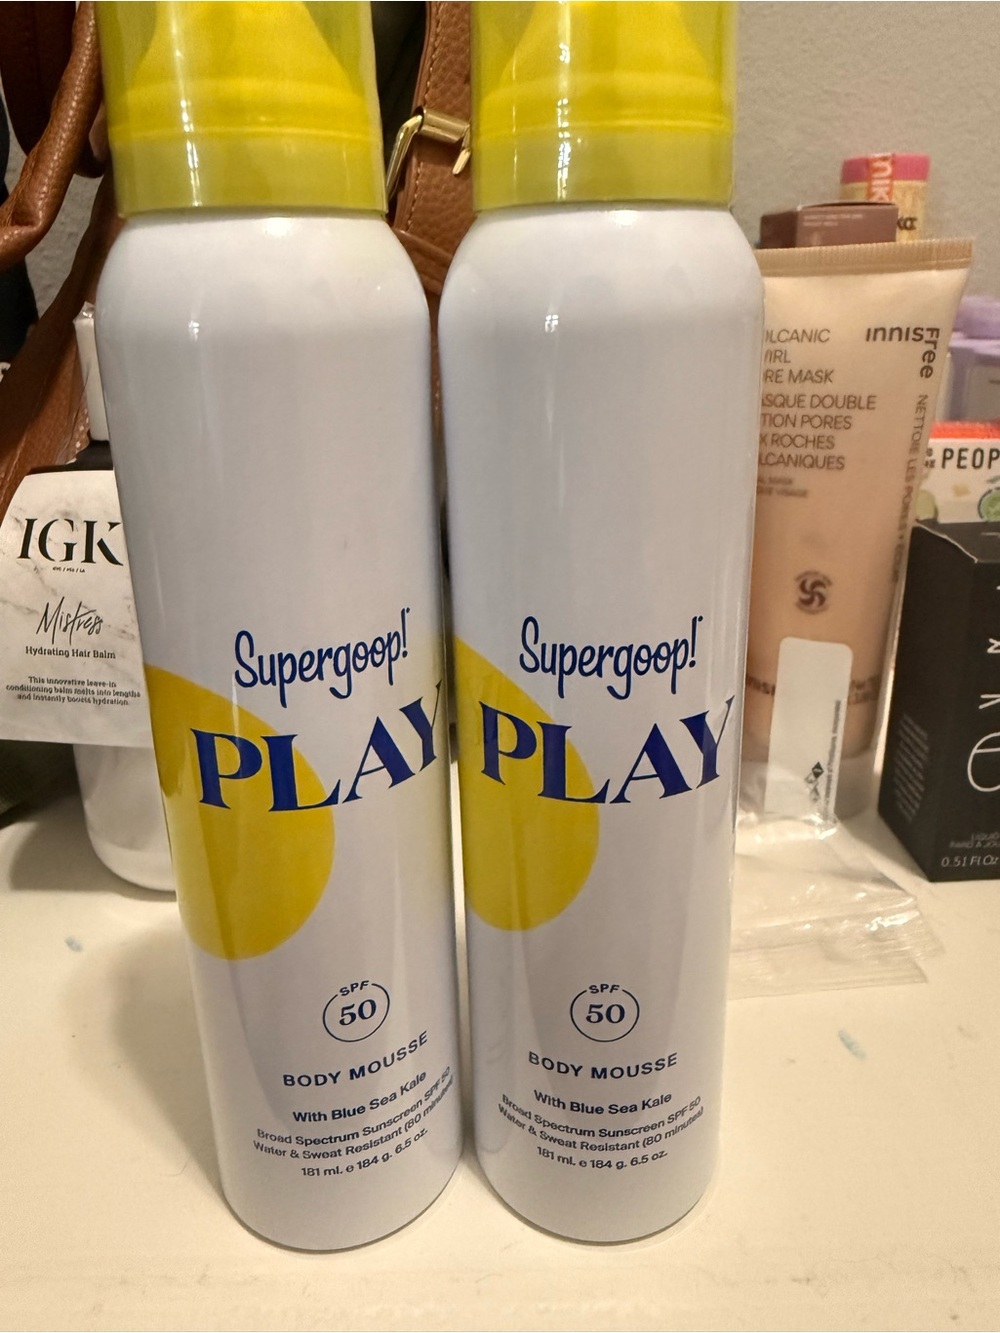 Supergoop!
PLAY
SPF
50
BODY MOUSSE
With Blue Sea Kale
Broad Spectrum Sunscreen SPF 50
Water & Sweat Resistant (80 minutes)
181 ml. e 184 g. 6.5 oz.
Supergoop!
PLAY
SPF
50
BODY MOUSSE
With Blue Sea Kale
Broad Spectrum Sunscreen SPF 50
Water & Sweat Resistant (80 minutes)
181 ml. e 184 g. 6.5 oz.
IGK
Mistress
Hydrating Hair Balm
This innovative leave-in
conditioning balm melts into lengths
and instantly boosts hydration.
innisfree
LCANIC
IRL
RE MASK
ASQUE DOUBLE
TION PORES
X ROCHES
LCANIQUES
NETTOIE LES
PEOP
0.51 Fl Oz